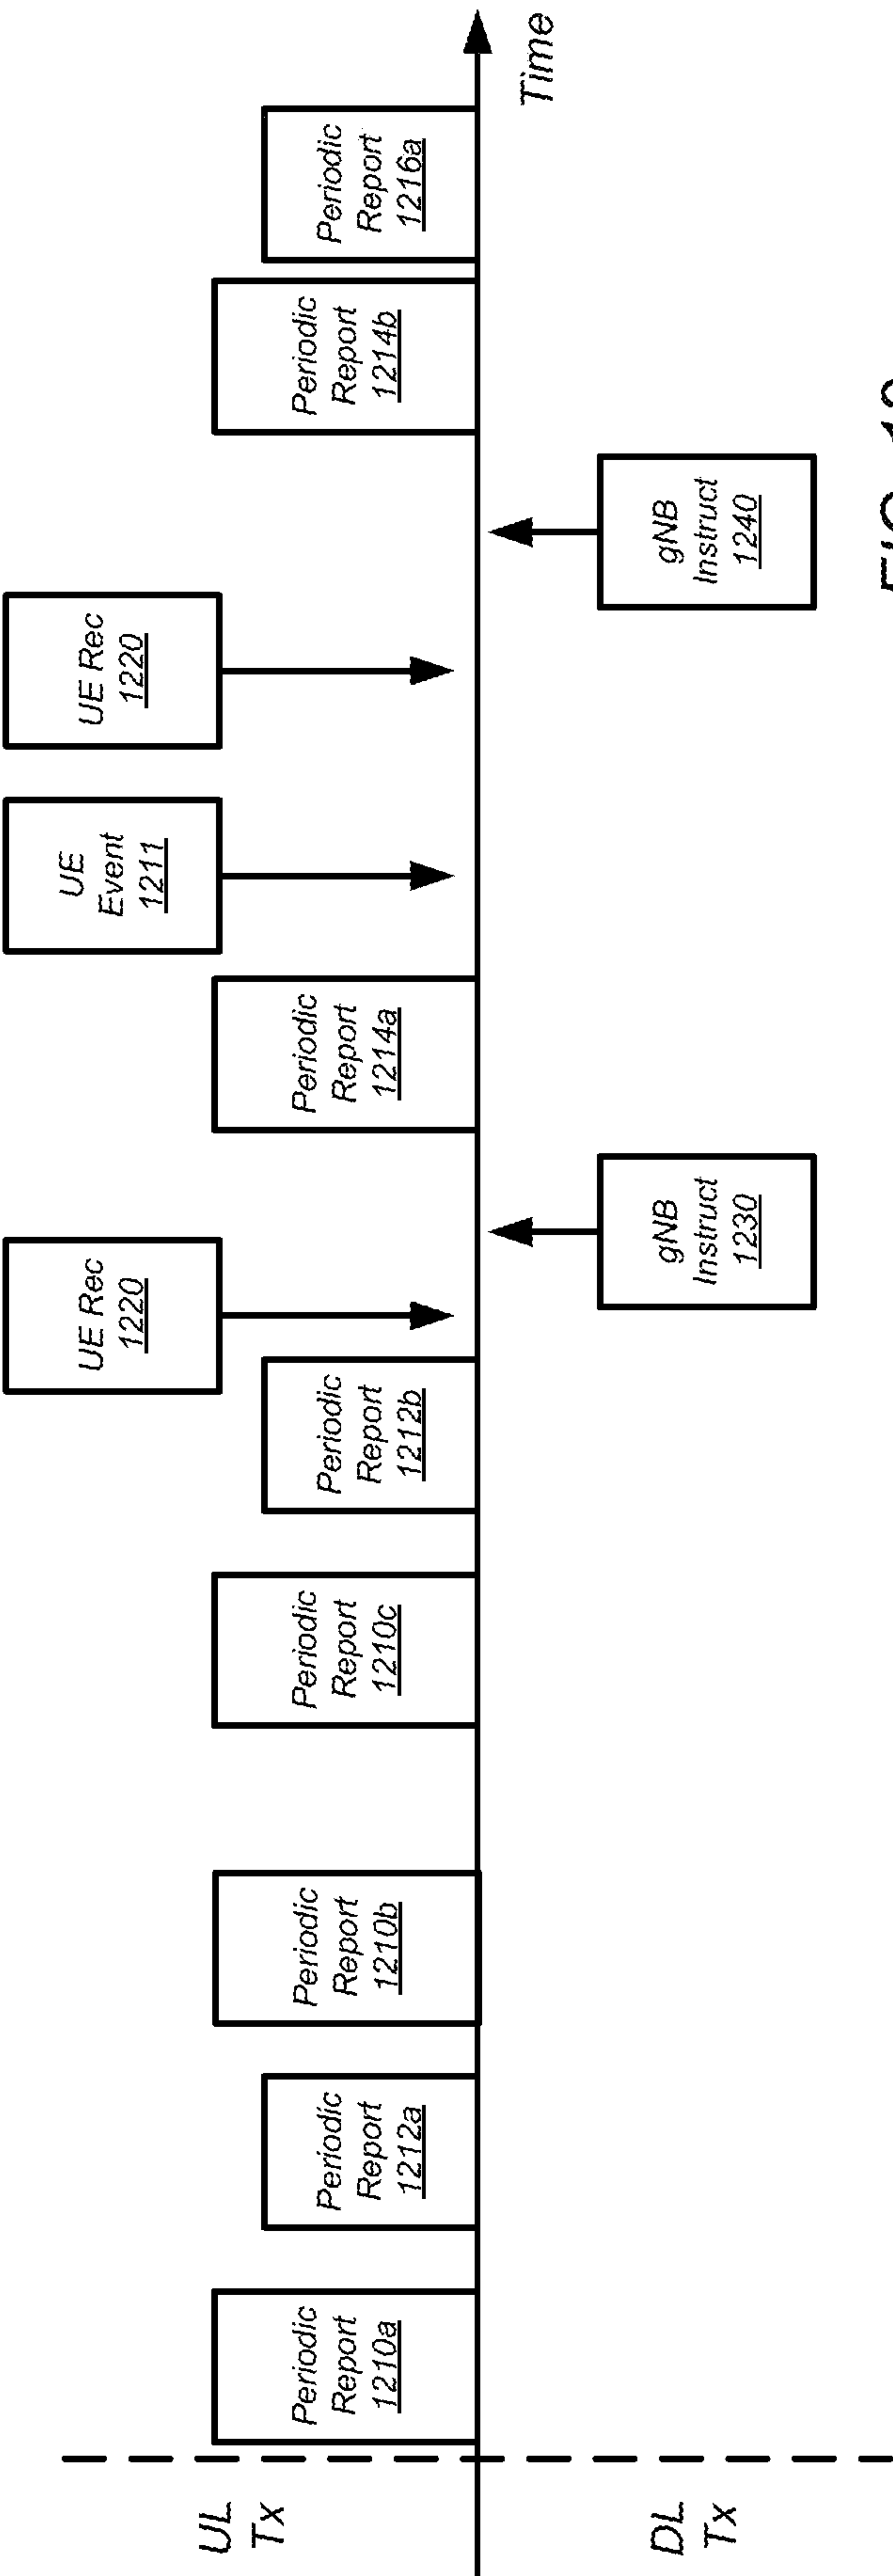 UL
Tx
DL
Tx
Periodic
Report
1210a
Periodic
Report
1212a
Periodic
Report
1210b
Periodic
Report
1210c
Periodic
Report
1212b
UE Rec
1220
gNB
Instruct
1230
Periodic
Report
1214a
UE
Event
1211
UE Rec
1220
gNB
Instruct
1240
Periodic
Report
1214b
Periodic
Report
1216a
Time